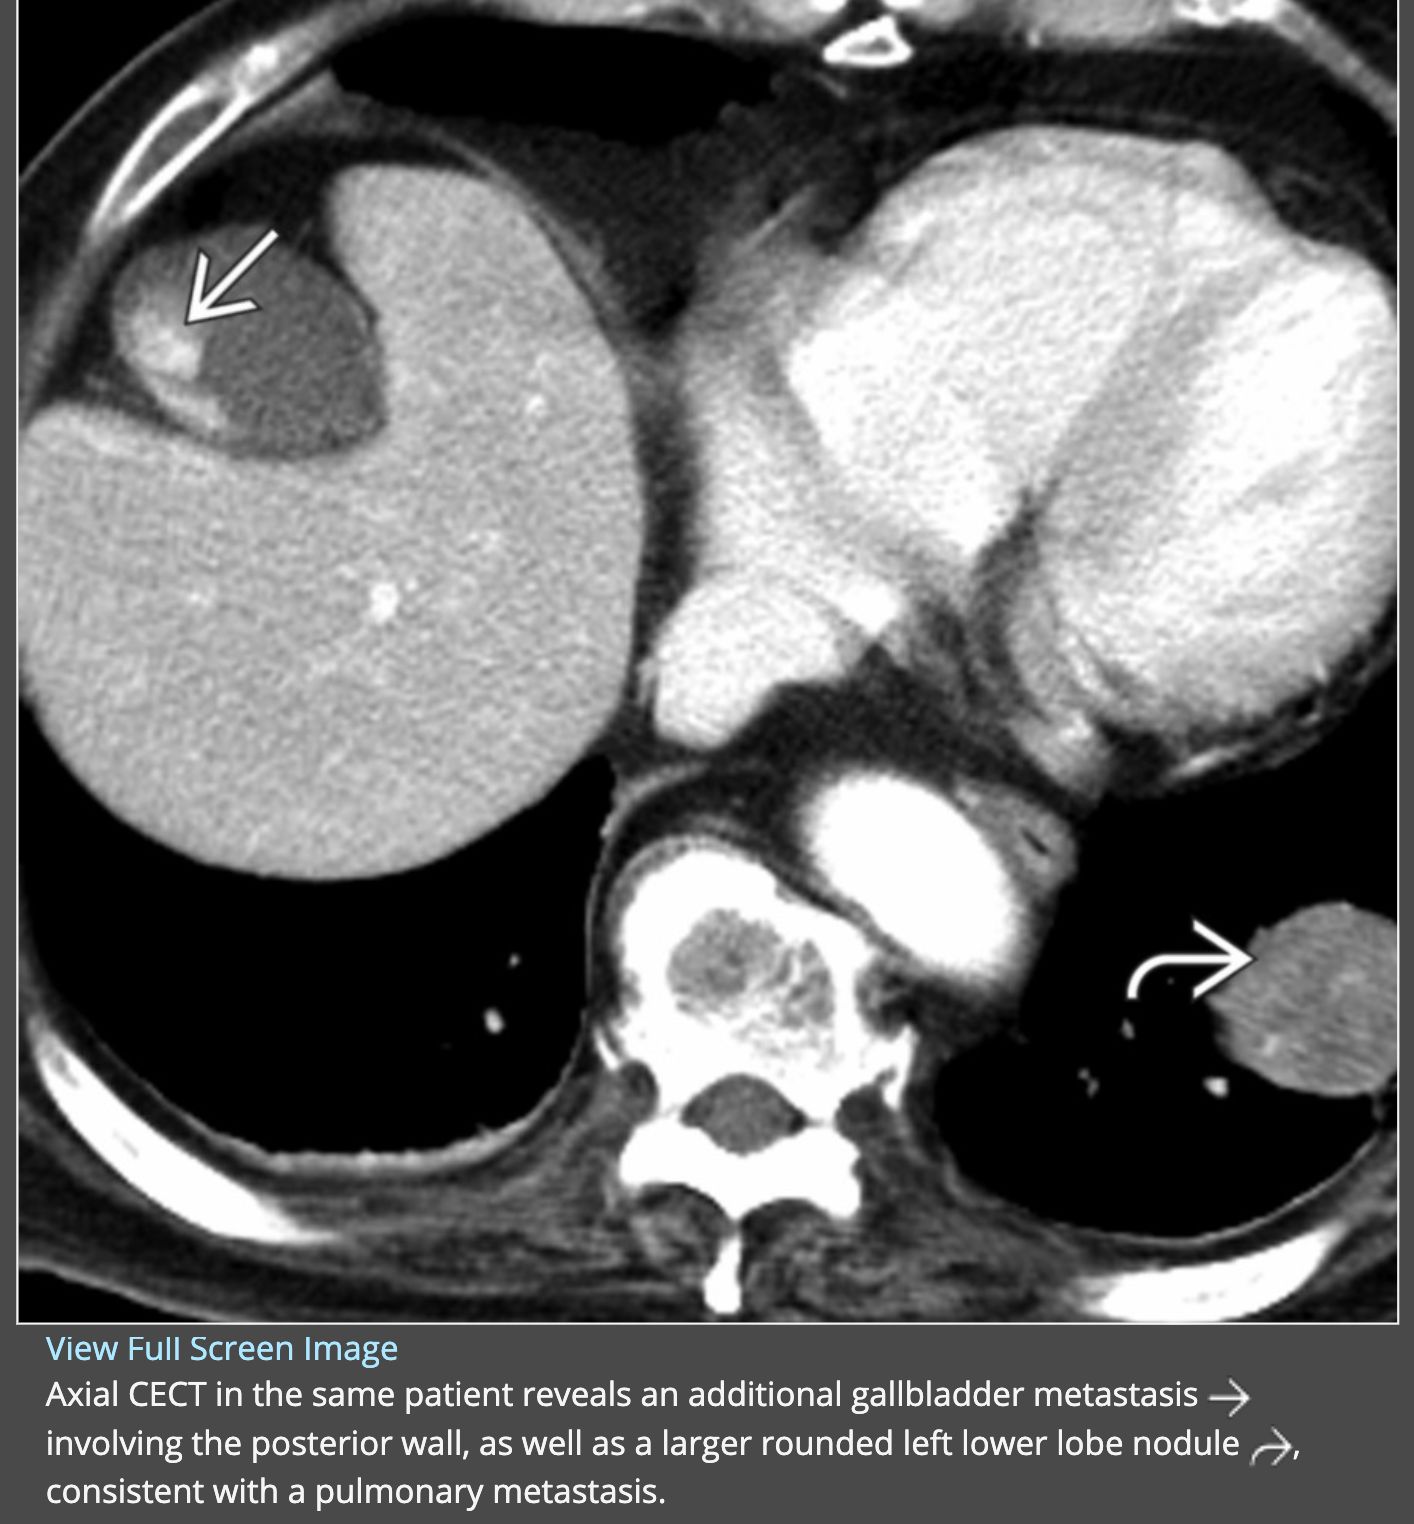 View Full Screen Image
Axial CECT in the same patient reveals an additional gallbladder metastasis →
involving the posterior wall, as well as a larger rounded left lower lobe nodule ↷,
consistent with a pulmonary metastasis.